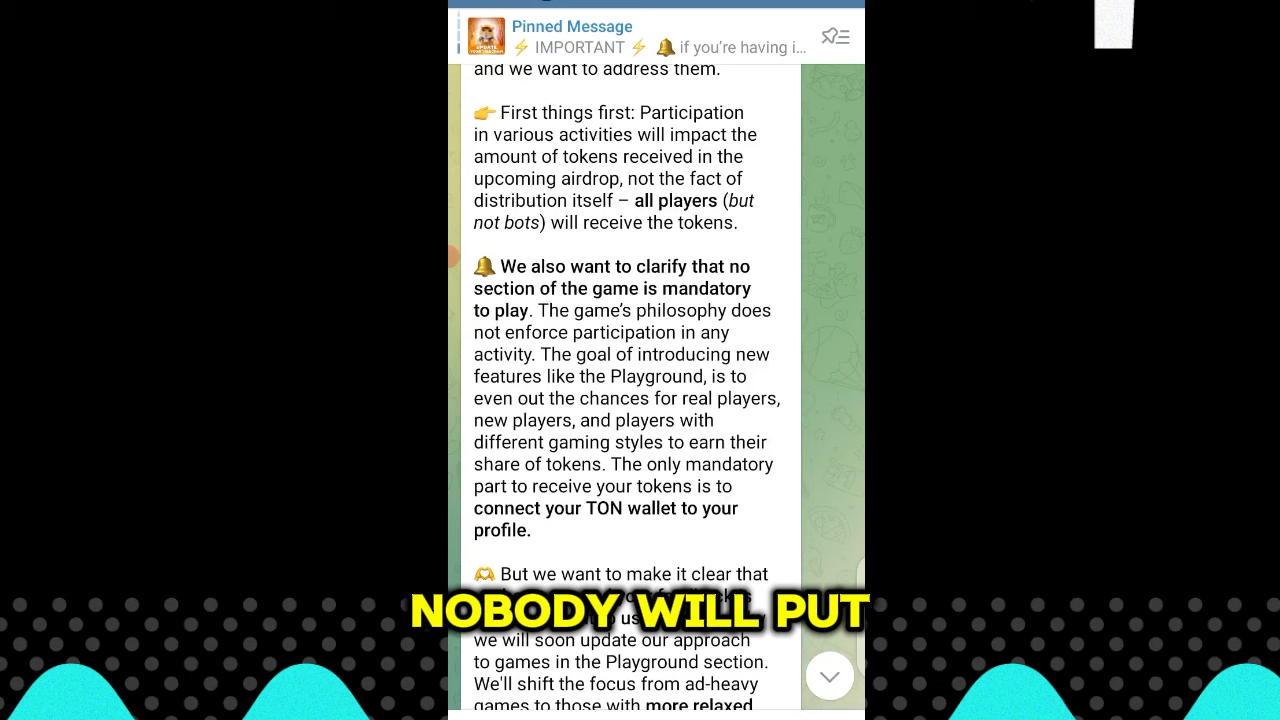 Pinned Message
⚡ IMPORTANT ⚡ 🔔 if you're having i...
and we want to address them.
👉 First things first: Participation
in various activities will impact the
amount of tokens received in the
upcoming airdrop, not the fact of
distribution itself – all players (but
not bots) will receive the tokens.
🔔 We also want to clarify that no
section of the game is mandatory
to play. The game's philosophy does
not enforce participation in any
activity. The goal of introducing new
features like the Playground, is to
even out the chances for real players,
new players, and players with
different gaming styles to earn their
share of tokens. The only mandatory
part to receive your tokens is to
connect your TON wallet to your
profile.
🫶 But we want to make it clear that
NOBODY WILL PUT
we will soon update our approach
to games in the Playground section.
We'll shift the focus from ad-heavy
games to those with more relaxed